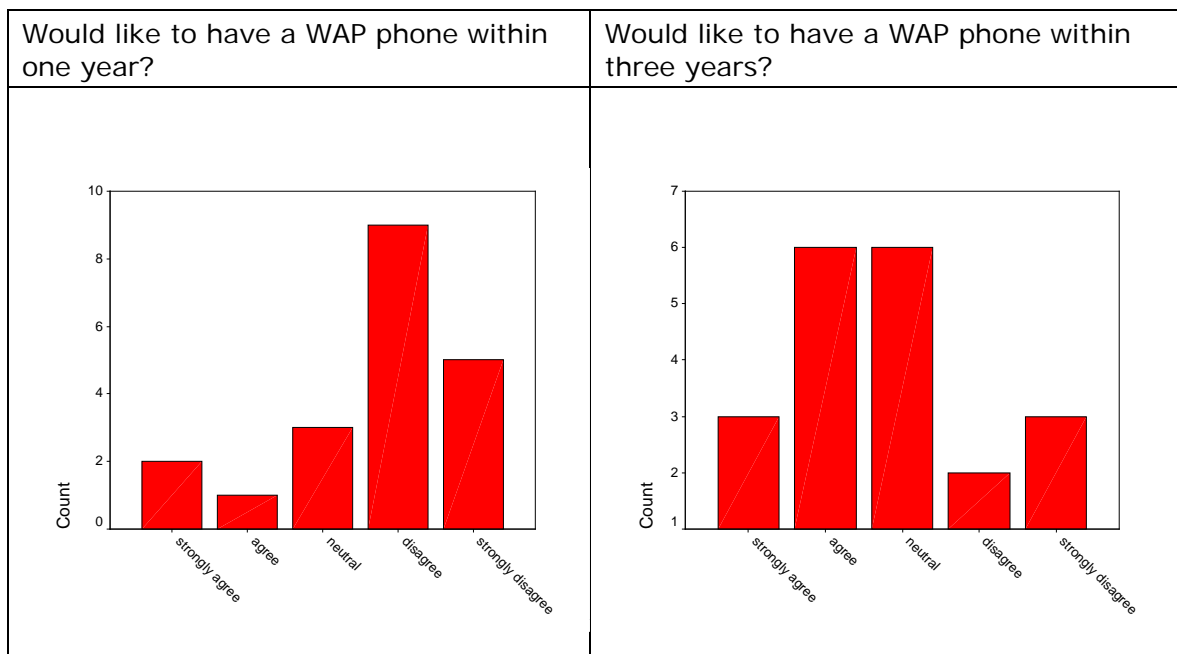 Would like to have a WAP phone within
one year?
Would like to have a WAP phone within
three years?
10
8
6
4
2
0
Count
strongly agree
agree
neutral
disagree
strongly disagree
7
6
5
4
3
2
1
Count
strongly agree
agree
neutral
disagree
strongly disagree